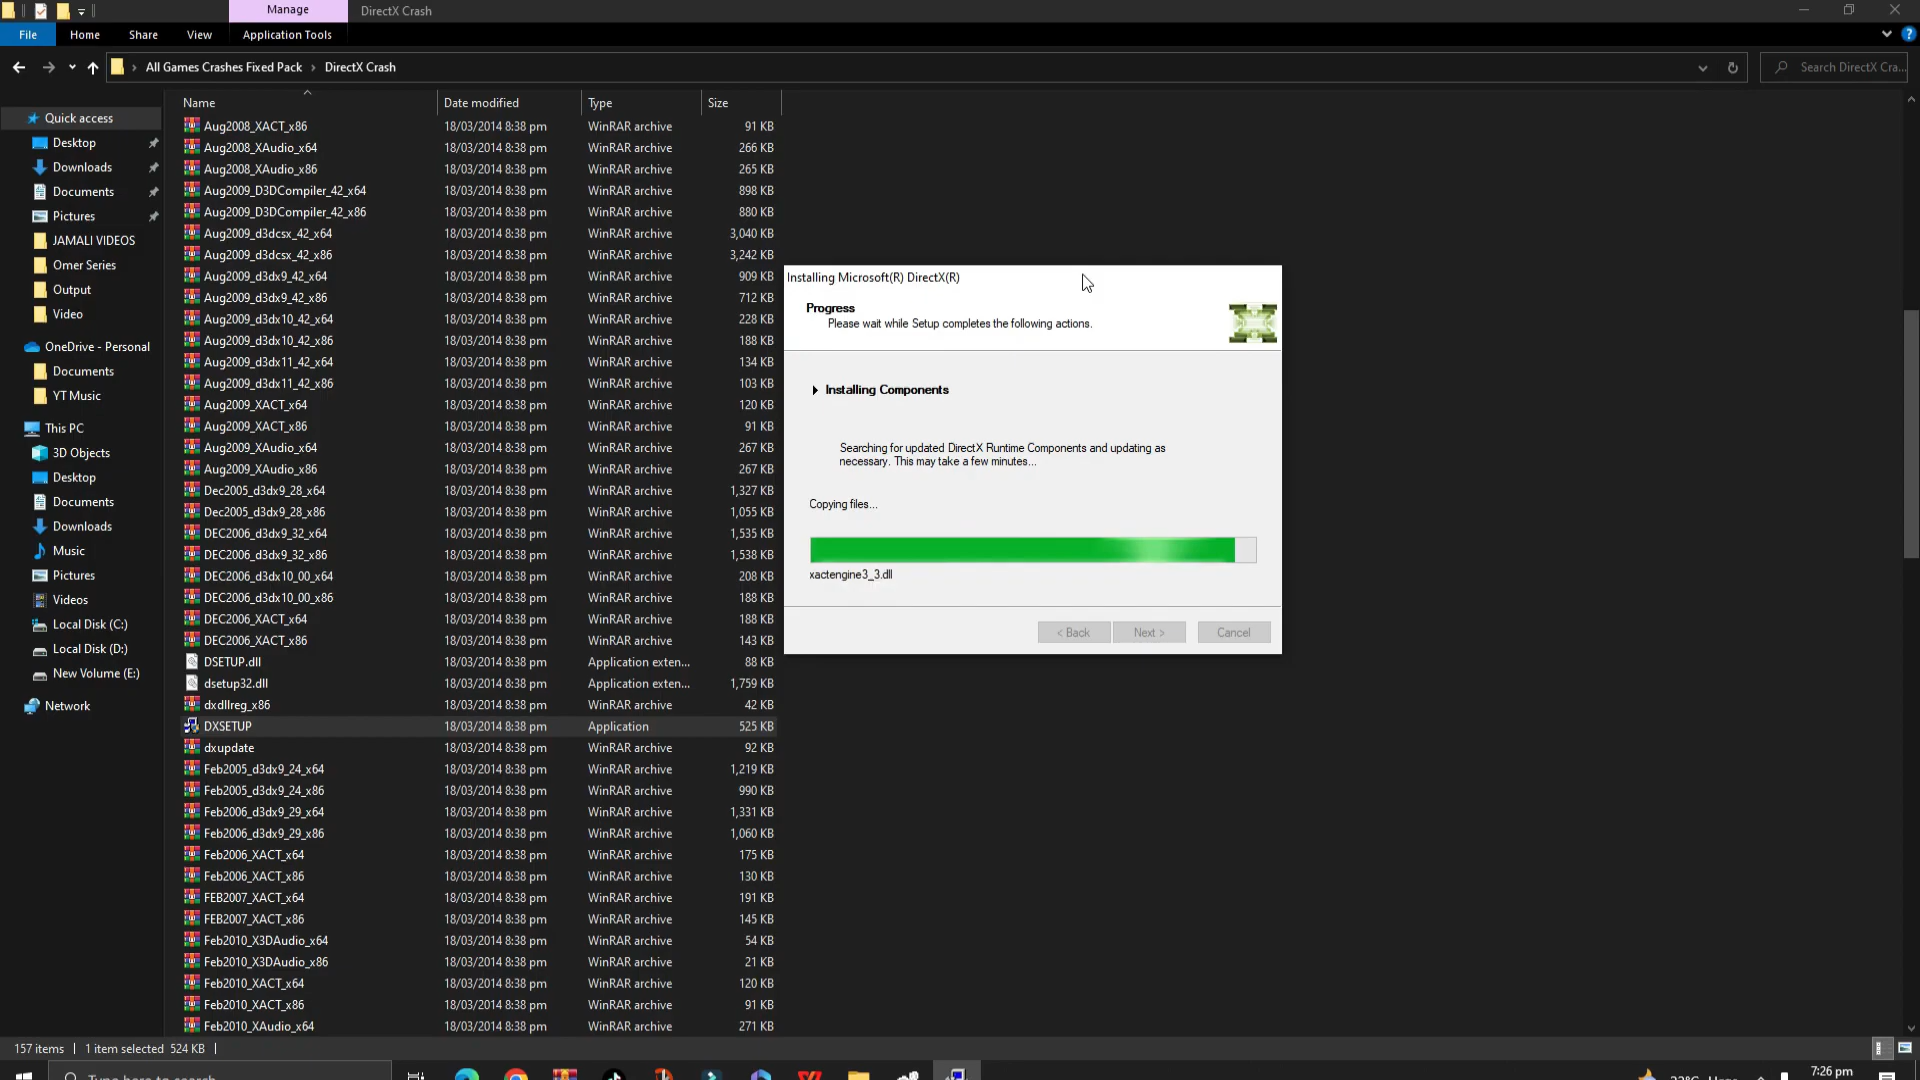 Manage
DirectX Crash
File
Home
Share
View
Application Tools
All Games Crashes Fixed Pack
DirectX Crash
Search DirectX Cra...
Name
Date modified
Type
Size
Quick access
Desktop
Downloads
Documents
Pictures
JAMALI VIDEOS
Omer Series
Output
Video
OneDrive - Personal
Documents
YT Music
This PC
3D Objects
Desktop
Documents
Downloads
Music
Pictures
Videos
Local Disk (C:)
Local Disk (D:)
New Volume (E:)
Network
Aug2008_XACT_x86 18/03/2014 8:38 pm WinRAR archive 91 KB
Aug2008_XAudio_x64 18/03/2014 8:38 pm WinRAR archive 266 KB
Aug2008_XAudio_x86 18/03/2014 8:38 pm WinRAR archive 265 KB
Aug2009_D3DCompiler_42_x64 18/03/2014 8:38 pm WinRAR archive 898 KB
Aug2009_D3DCompiler_42_x86 18/03/2014 8:38 pm WinRAR archive 880 KB
Aug2009_d3dcsx_42_x64 18/03/2014 8:38 pm WinRAR archive 3,040 KB
Aug2009_d3dcsx_42_x86 18/03/2014 8:38 pm WinRAR archive 3,242 KB
Aug2009_d3dx9_42_x64 18/03/2014 8:38 pm WinRAR archive 909 KB
Aug2009_d3dx9_42_x86 18/03/2014 8:38 pm WinRAR archive 712 KB
Aug2009_d3dx10_42_x64 18/03/2014 8:38 pm WinRAR archive 228 KB
Aug2009_d3dx10_42_x86 18/03/2014 8:38 pm WinRAR archive 188 KB
Aug2009_d3dx11_42_x64 18/03/2014 8:38 pm WinRAR archive 134 KB
Aug2009_d3dx11_42_x86 18/03/2014 8:38 pm WinRAR archive 103 KB
Aug2009_XACT_x64 18/03/2014 8:38 pm WinRAR archive 120 KB
Aug2009_XACT_x86 18/03/2014 8:38 pm WinRAR archive 91 KB
Aug2009_XAudio_x64 18/03/2014 8:38 pm WinRAR archive 267 KB
Aug2009_XAudio_x86 18/03/2014 8:38 pm WinRAR archive 267 KB
Dec2005_d3dx9_28_x64 18/03/2014 8:38 pm WinRAR archive 1,327 KB
Dec2005_d3dx9_28_x86 18/03/2014 8:38 pm WinRAR archive 1,055 KB
DEC2006_d3dx9_32_x64 18/03/2014 8:38 pm WinRAR archive 1,535 KB
DEC2006_d3dx9_32_x86 18/03/2014 8:38 pm WinRAR archive 1,538 KB
DEC2006_d3dx10_00_x64 18/03/2014 8:38 pm WinRAR archive 208 KB
DEC2006_d3dx10_00_x86 18/03/2014 8:38 pm WinRAR archive 188 KB
DEC2006_XACT_x64 18/03/2014 8:38 pm WinRAR archive 188 KB
DEC2006_XACT_x86 18/03/2014 8:38 pm WinRAR archive 143 KB
DSETUP.dll 18/03/2014 8:38 pm Application exten... 88 KB
dsetup32.dll 18/03/2014 8:38 pm Application exten... 1,759 KB
dxdllreg_x86 18/03/2014 8:38 pm WinRAR archive 42 KB
DXSETUP 18/03/2014 8:38 pm Application 525 KB
dxupdate 18/03/2014 8:38 pm WinRAR archive 92 KB
Feb2005_d3dx9_24_x64 18/03/2014 8:38 pm WinRAR archive 1,219 KB
Feb2005_d3dx9_24_x86 18/03/2014 8:38 pm WinRAR archive 990 KB
Feb2006_d3dx9_29_x64 18/03/2014 8:38 pm WinRAR archive 1,331 KB
Feb2006_d3dx9_29_x86 18/03/2014 8:38 pm WinRAR archive 1,060 KB
Feb2006_XACT_x64 18/03/2014 8:38 pm WinRAR archive 175 KB
Feb2006_XACT_x86 18/03/2014 8:38 pm WinRAR archive 130 KB
FEB2007_XACT_x64 18/03/2014 8:38 pm WinRAR archive 191 KB
FEB2007_XACT_x86 18/03/2014 8:38 pm WinRAR archive 145 KB
Feb2010_X3DAudio_x64 18/03/2014 8:38 pm WinRAR archive 54 KB
Feb2010_X3DAudio_x86 18/03/2014 8:38 pm WinRAR archive 21 KB
Feb2010_XACT_x64 18/03/2014 8:38 pm WinRAR archive 120 KB
Feb2010_XACT_x86 18/03/2014 8:38 pm WinRAR archive 91 KB
Feb2010_XAudio_x64 18/03/2014 8:38 pm WinRAR archive 271 KB
Installing Microsoft(R) DirectX(R)
Progress
Please wait while Setup completes the following actions.
Installing Components
Searching for updated DirectX Runtime Components and updating as
necessary. This may take a few minutes...
Copying files...
xactengine3_3.dll
< Back
Next >
Cancel
157 items
1 item selected 524 KB
Type here to search
7:26 pm